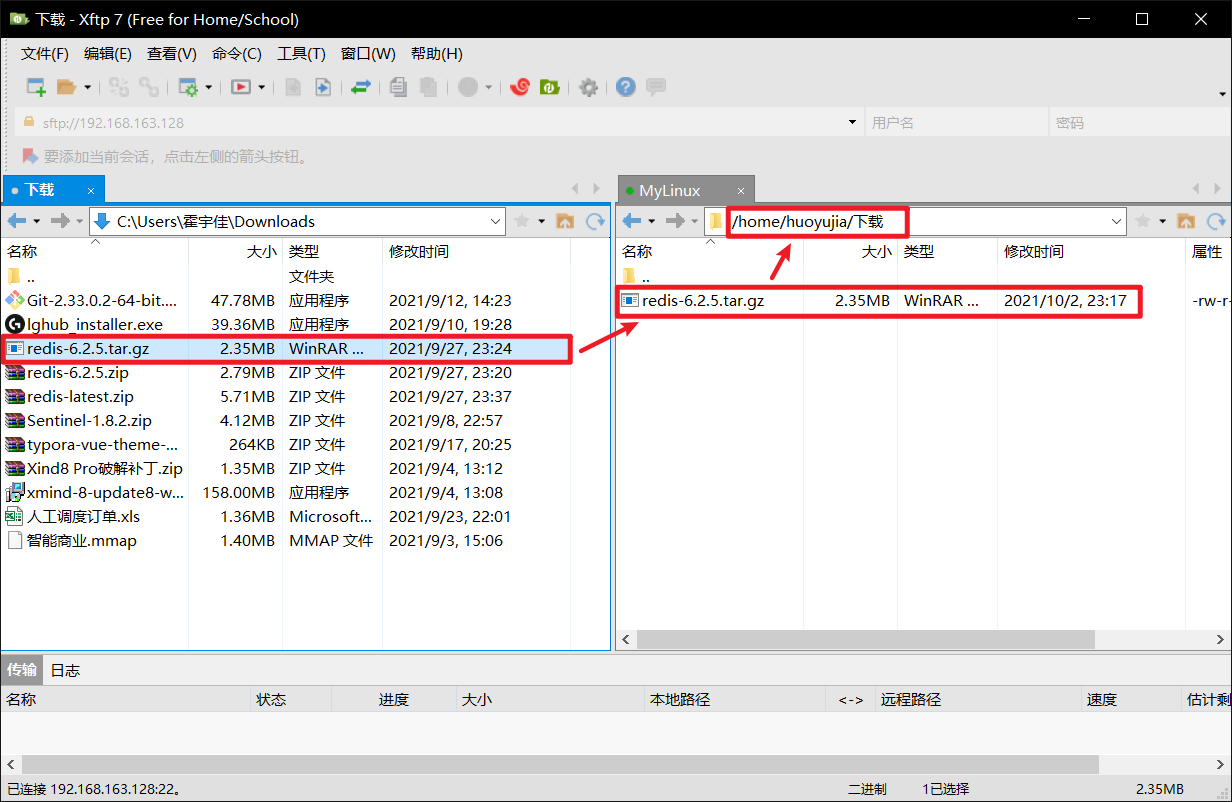 下载 - Xftp 7 (Free for Home/School)
文件(F) 编辑(E) 查看(V) 命令(C) 工具(T) 窗口(W) 帮助(H)
sftp://192.168.163.128 用户名 密码
要添加当前会话，点击左侧的箭头按钮。
下载 × MyLinux ×
C:\Users\霍宇佳\Downloads /home/huoyujia/下载
名称 大小 类型 修改时间 名称 大小 类型 修改时间 属性
.. 文件夹 ..
Git-2.33.0.2-64-bit.... 47.78MB 应用程序 2021/9/12, 14:23 redis-6.2.5.tar.gz 2.35MB WinRAR ... 2021/10/2, 23:17 -rw-r-
lghub_installer.exe 39.36MB 应用程序 2021/9/10, 19:28
redis-6.2.5.tar.gz 2.35MB WinRAR ... 2021/9/27, 23:24
redis-6.2.5.zip 2.79MB ZIP 文件 2021/9/27, 23:20
redis-latest.zip 5.71MB ZIP 文件 2021/9/27, 23:37
Sentinel-1.8.2.zip 4.12MB ZIP 文件 2021/9/8, 22:57
typora-vue-theme-... 264KB ZIP 文件 2021/9/17, 20:25
Xind8 Pro破解补丁.zip 1.35MB ZIP 文件 2021/9/4, 13:12
xmind-8-update8-w... 158.00MB 应用程序 2021/9/4, 13:08
人工调度订单.xls 1.36MB Microsoft... 2021/9/23, 22:01
智能商业.mmap 1.40MB MMAP 文件 2021/9/3, 15:06
传输 日志
名称 状态 进度 大小 本地路径 <-> 远程路径 速度 估计剩
已连接 192.168.163.128:22。 二进制 1已选择 2.35MB